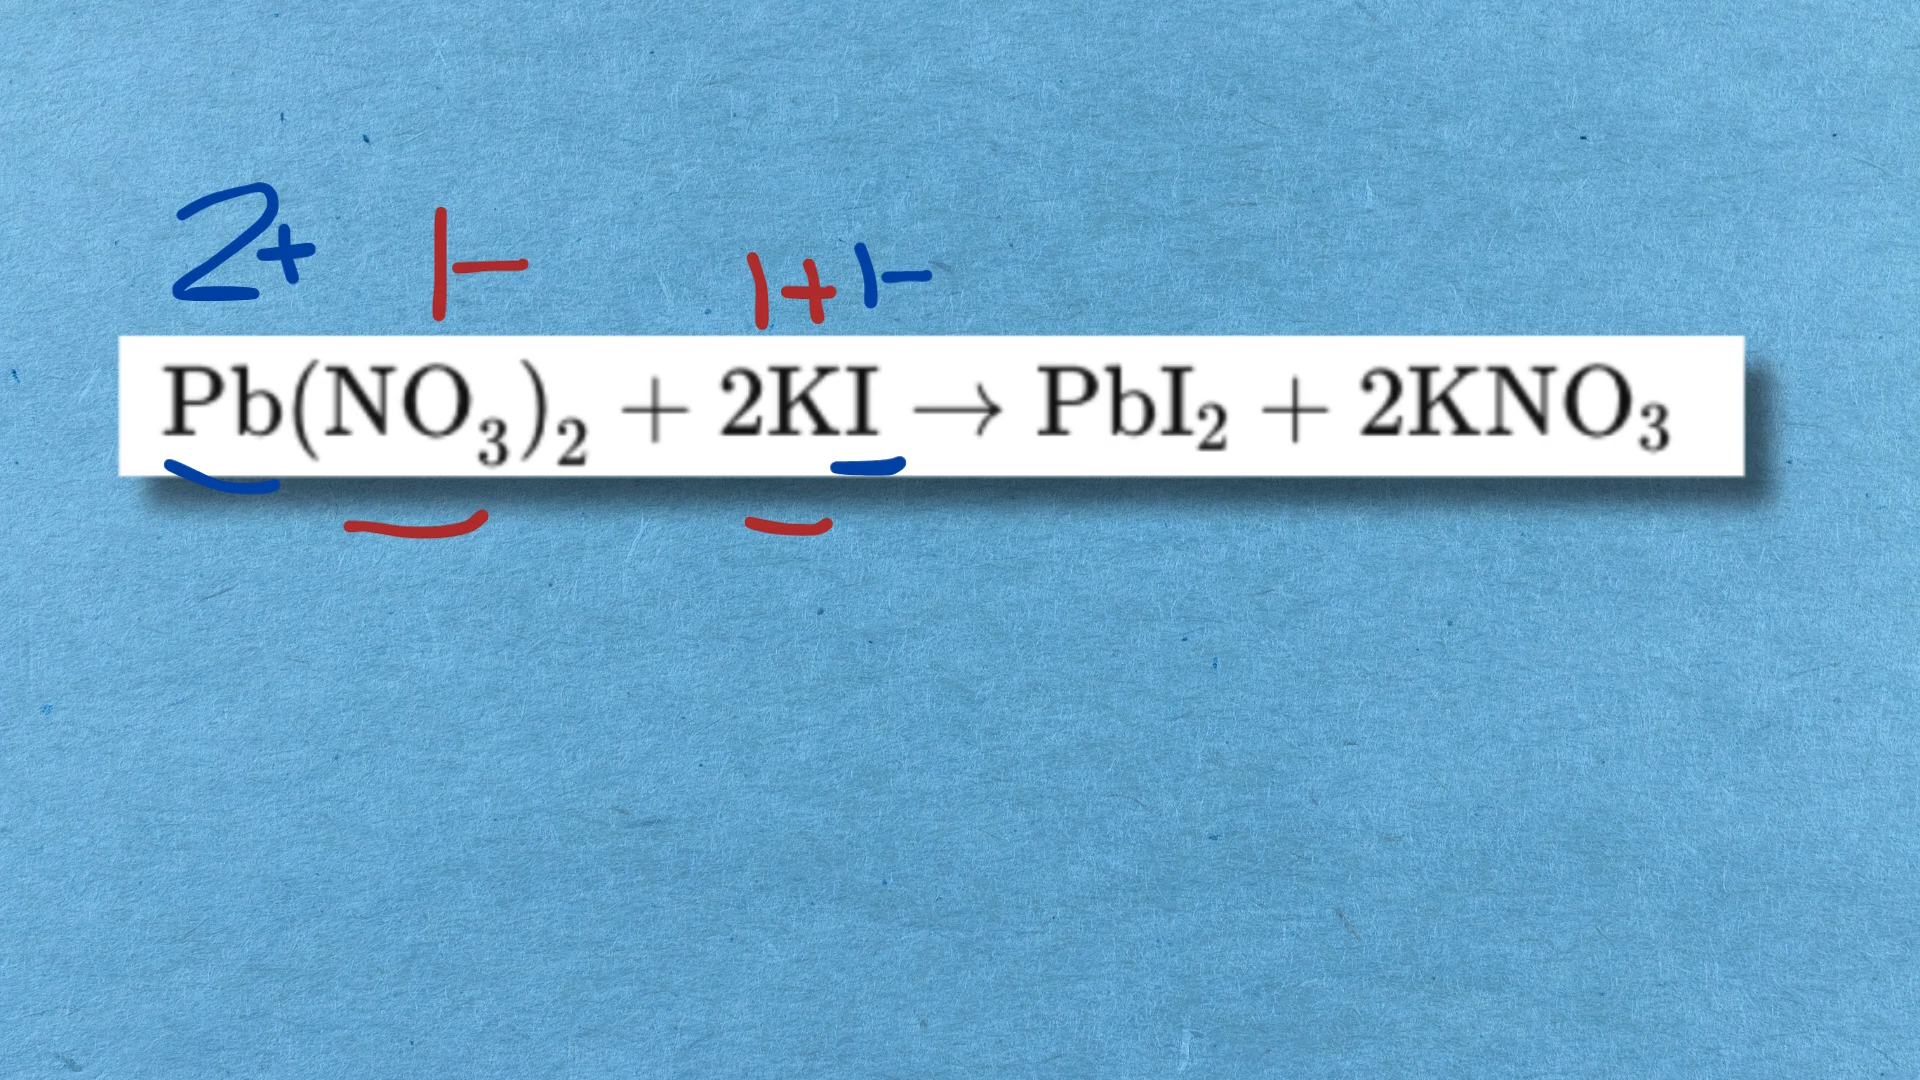 2+ 1- 1+ 1-
Pb(NO₃)₂ + 2KI → PbI₂ + 2KNO₃